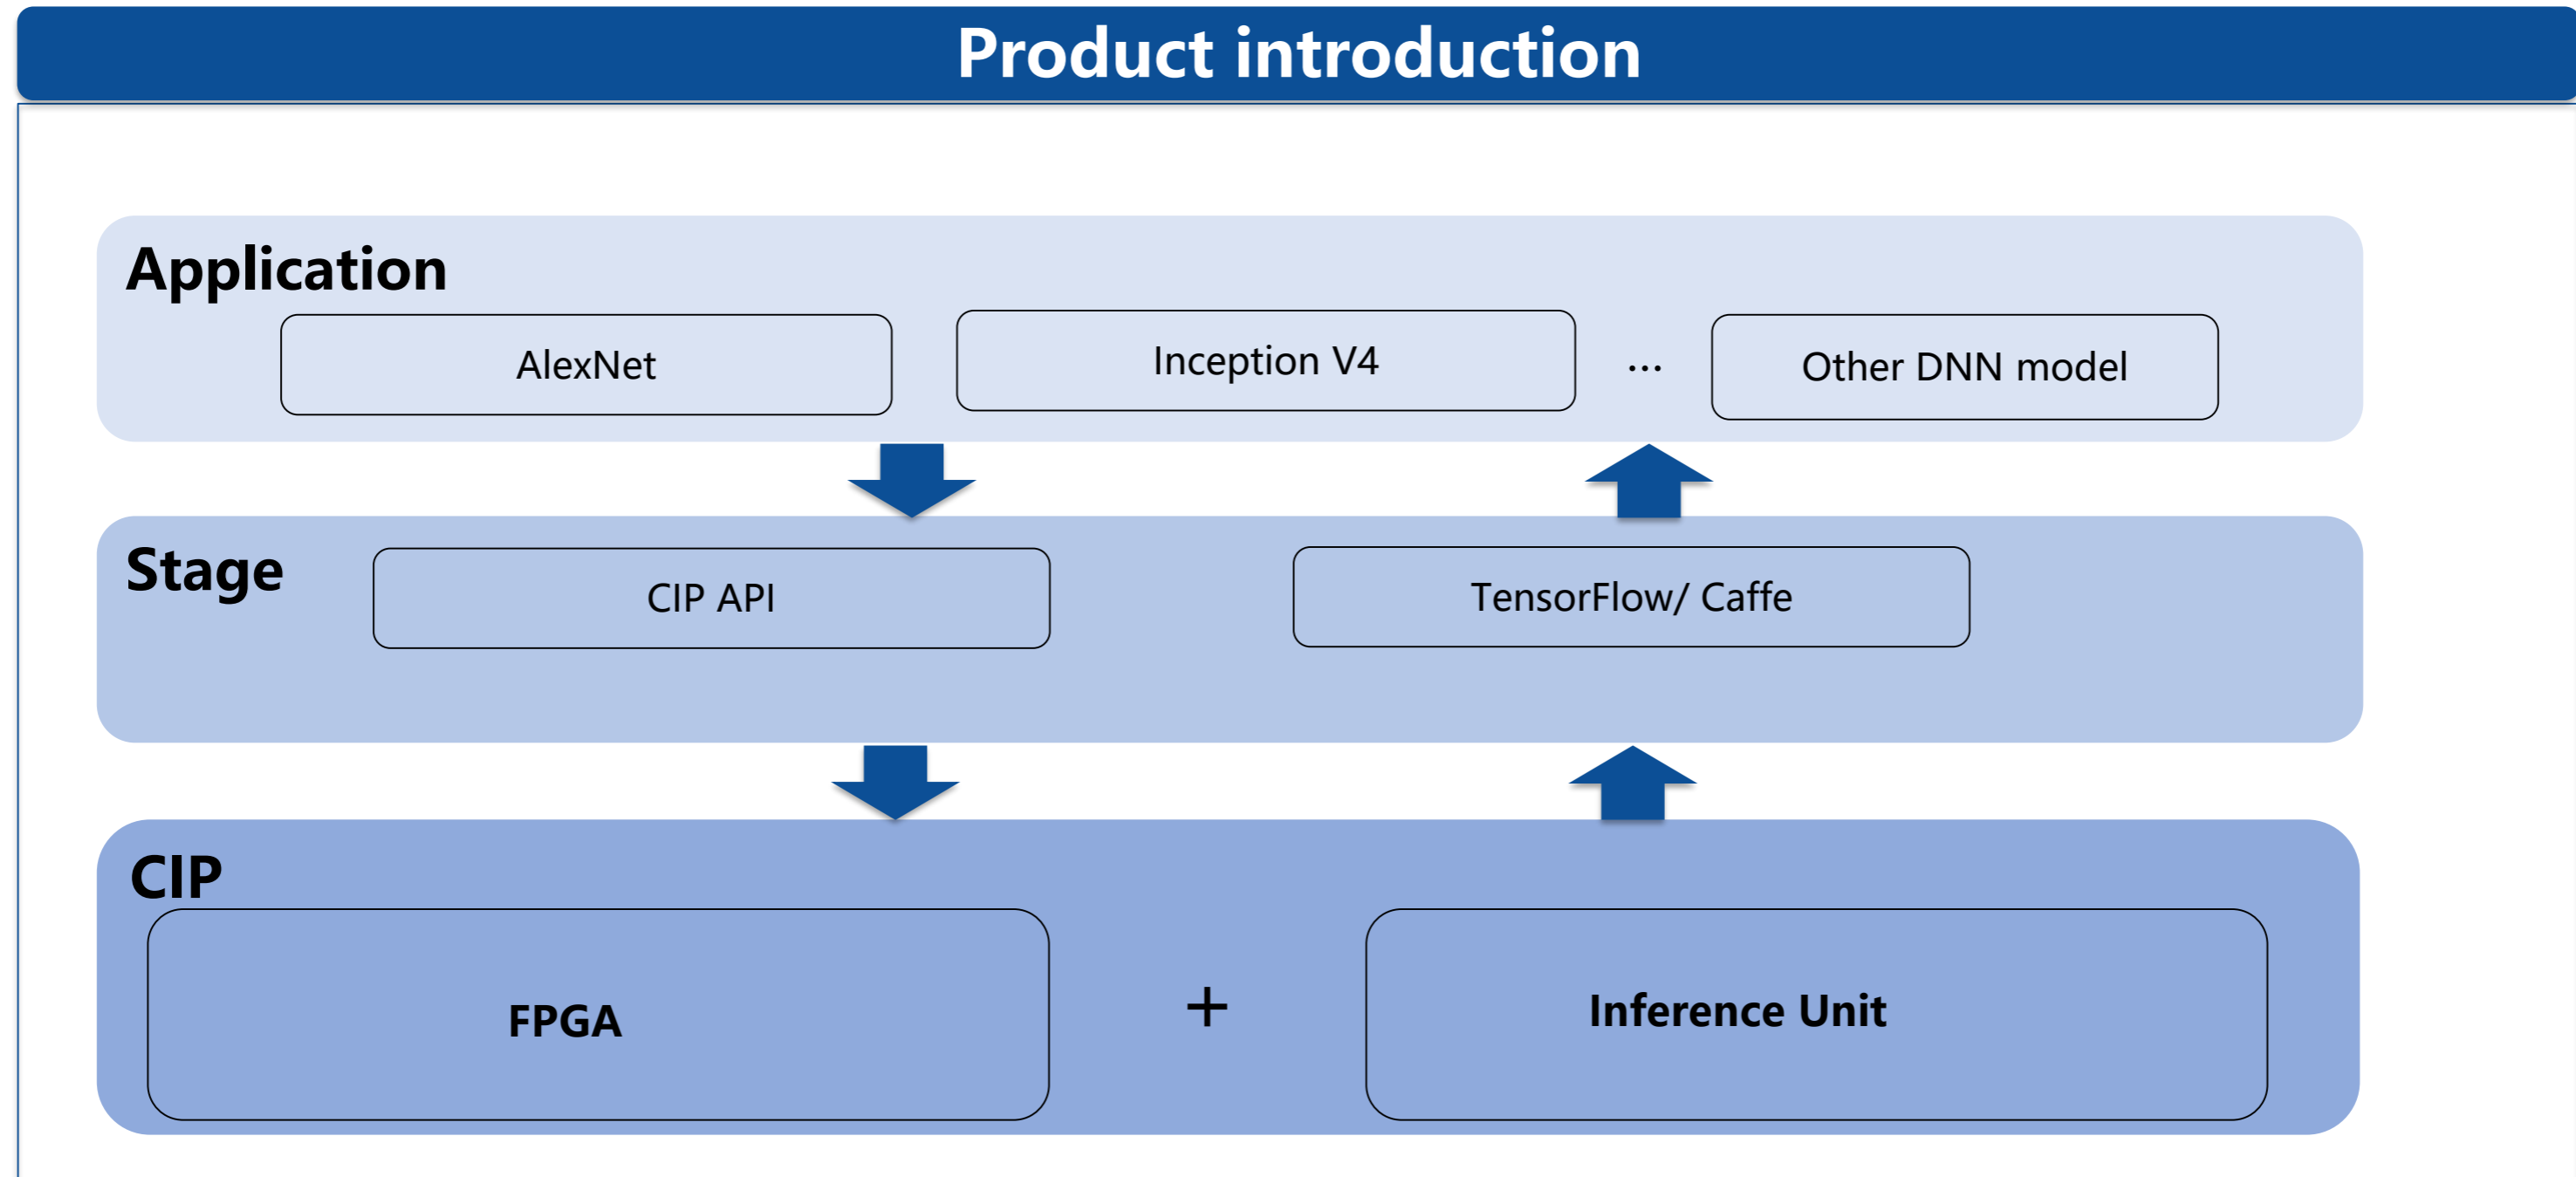 Product introduction
Application
AlexNet
Inception V4
...
Other DNN model
Stage
CIP API
TensorFlow/ Caffe
CIP
FPGA
+
Inference Unit